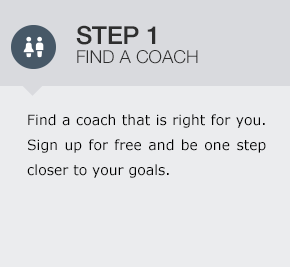 STEP 1
FIND A COACH
Find a coach that is right for you.
Sign up for free and be one step
closer to your goals.